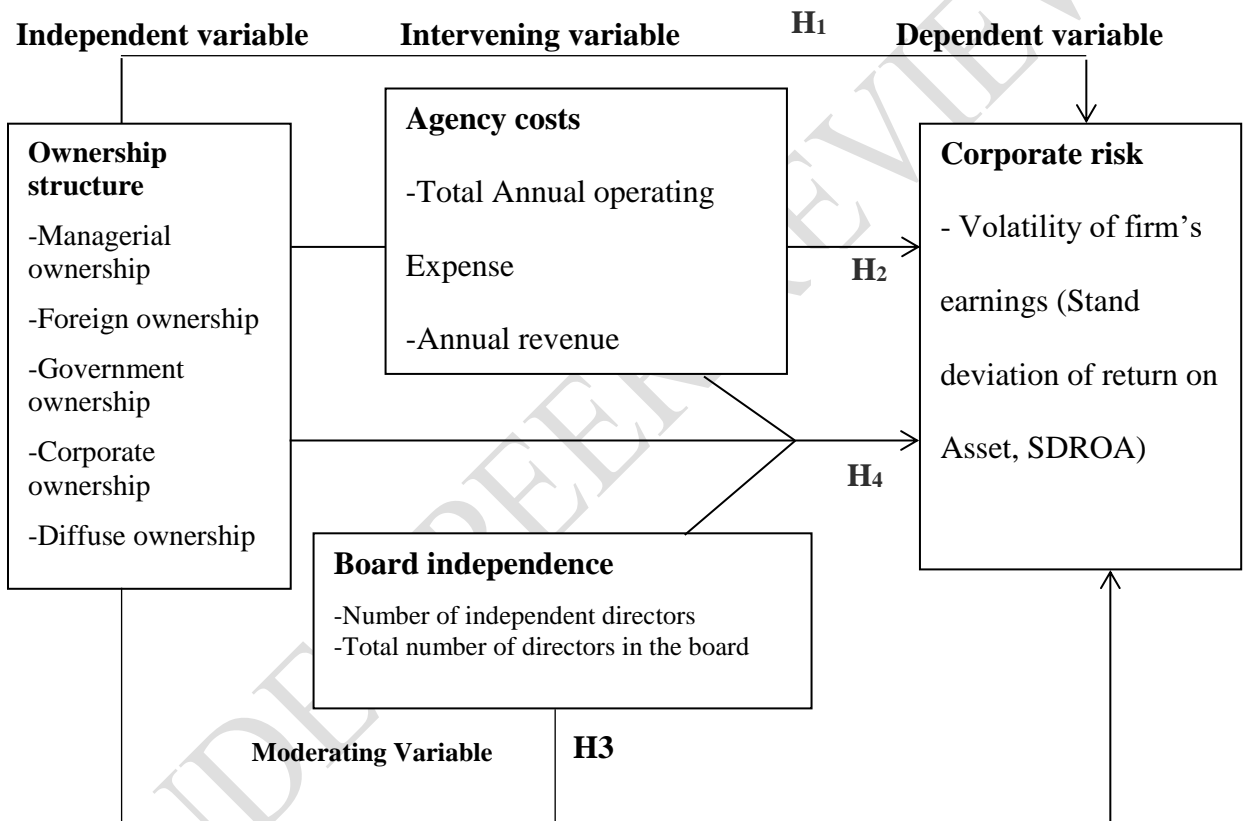 Independent variable
Intervening variable
H1
Dependent variable
Ownership
structure
-Managerial
ownership
-Foreign ownership
-Government
ownership
-Corporate
ownership
-Diffuse ownership
Agency costs
-Total Annual operating
Expense
-Annual revenue
H2
H4
Corporate risk
- Volatility of firm’s
earnings (Stand
deviation of return on
Asset, SDROA)
Board independence
-Number of independent directors
-Total number of directors in the board
Moderating Variable
H3
PEER REVIEW